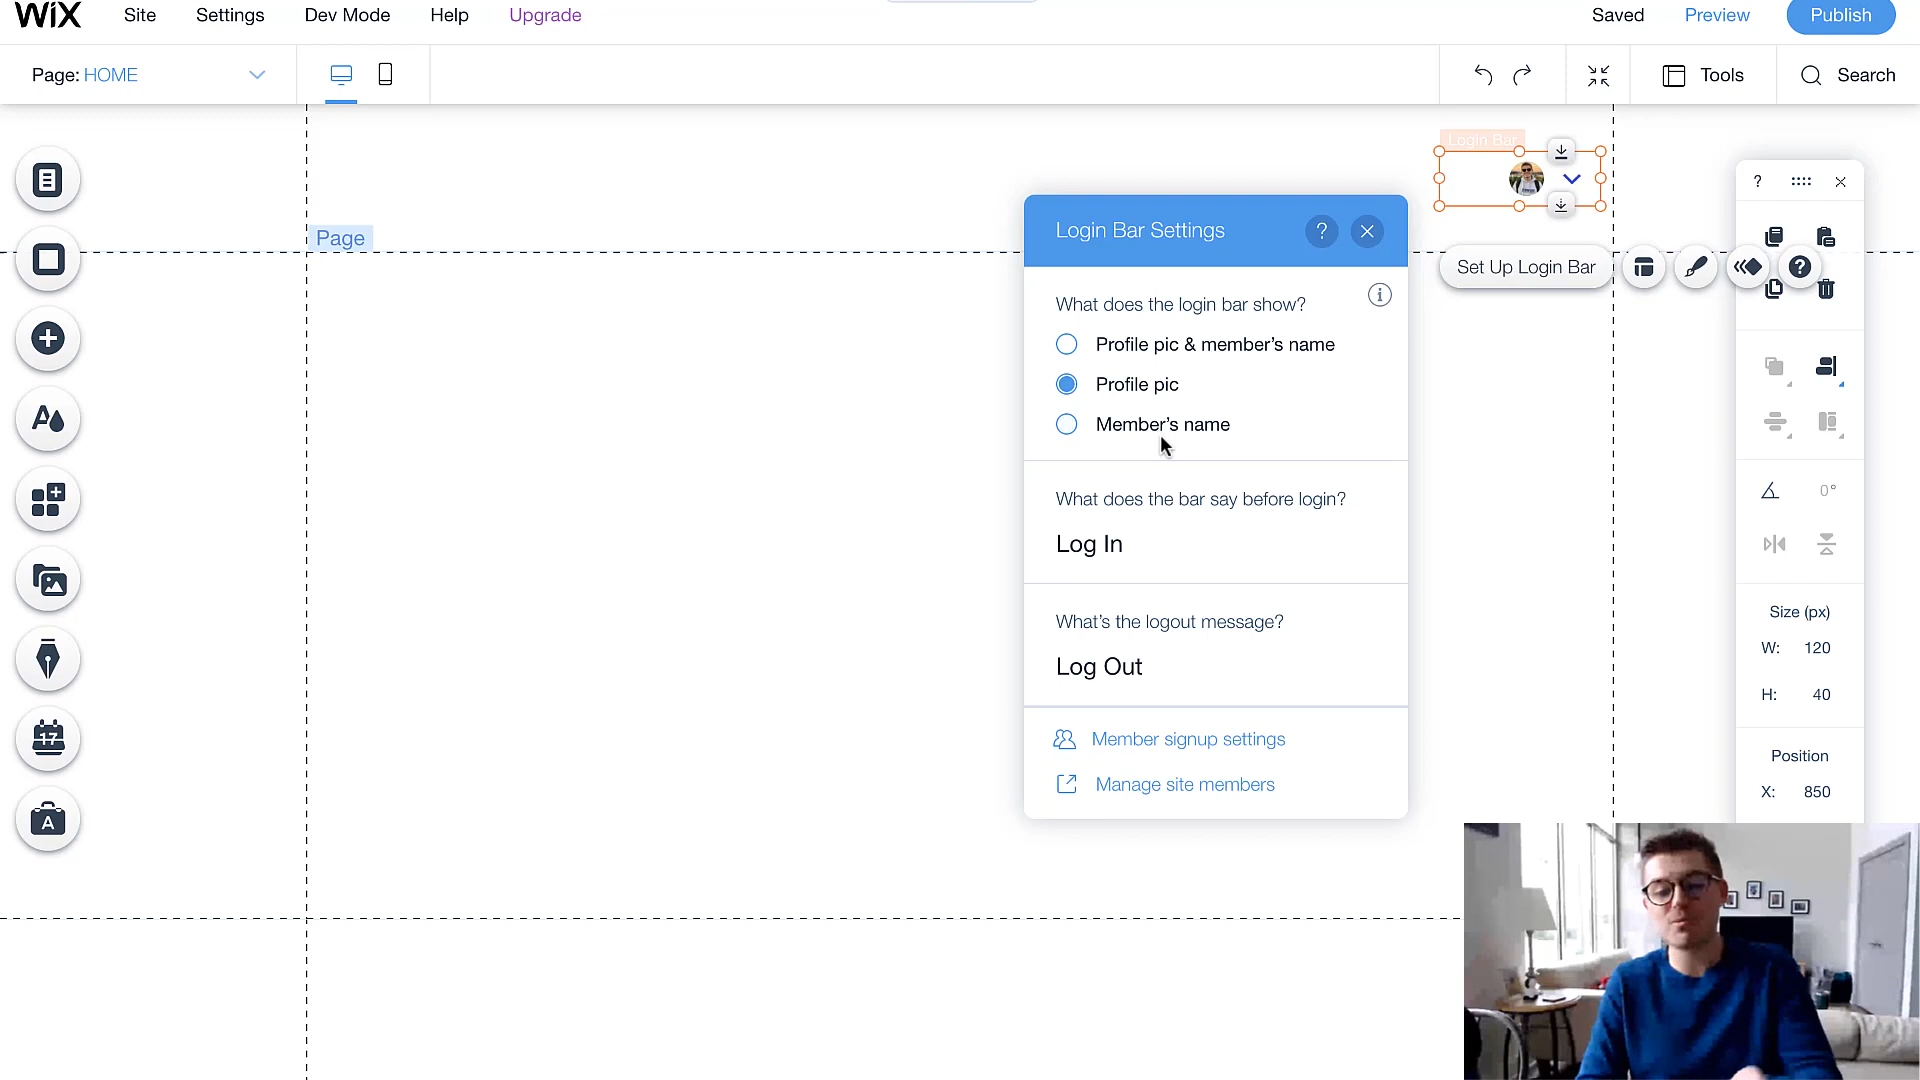 WiX
Site
Settings
Dev Mode
Help
Upgrade
Saved
Preview
Publish
Page: HOME
Tools
Search
Login Bar
Page
Login Bar Settings
?
?
Set Up Login Bar
?
What does the login bar show?
i
Profile pic & member's name
Profile pic
Member's name
What does the bar say before login?
Log In
What's the logout message?
Log Out
Member signup settings
Manage site members
0°
Size (px)
W: 120
H: 40
Position
X: 850
A
17
A